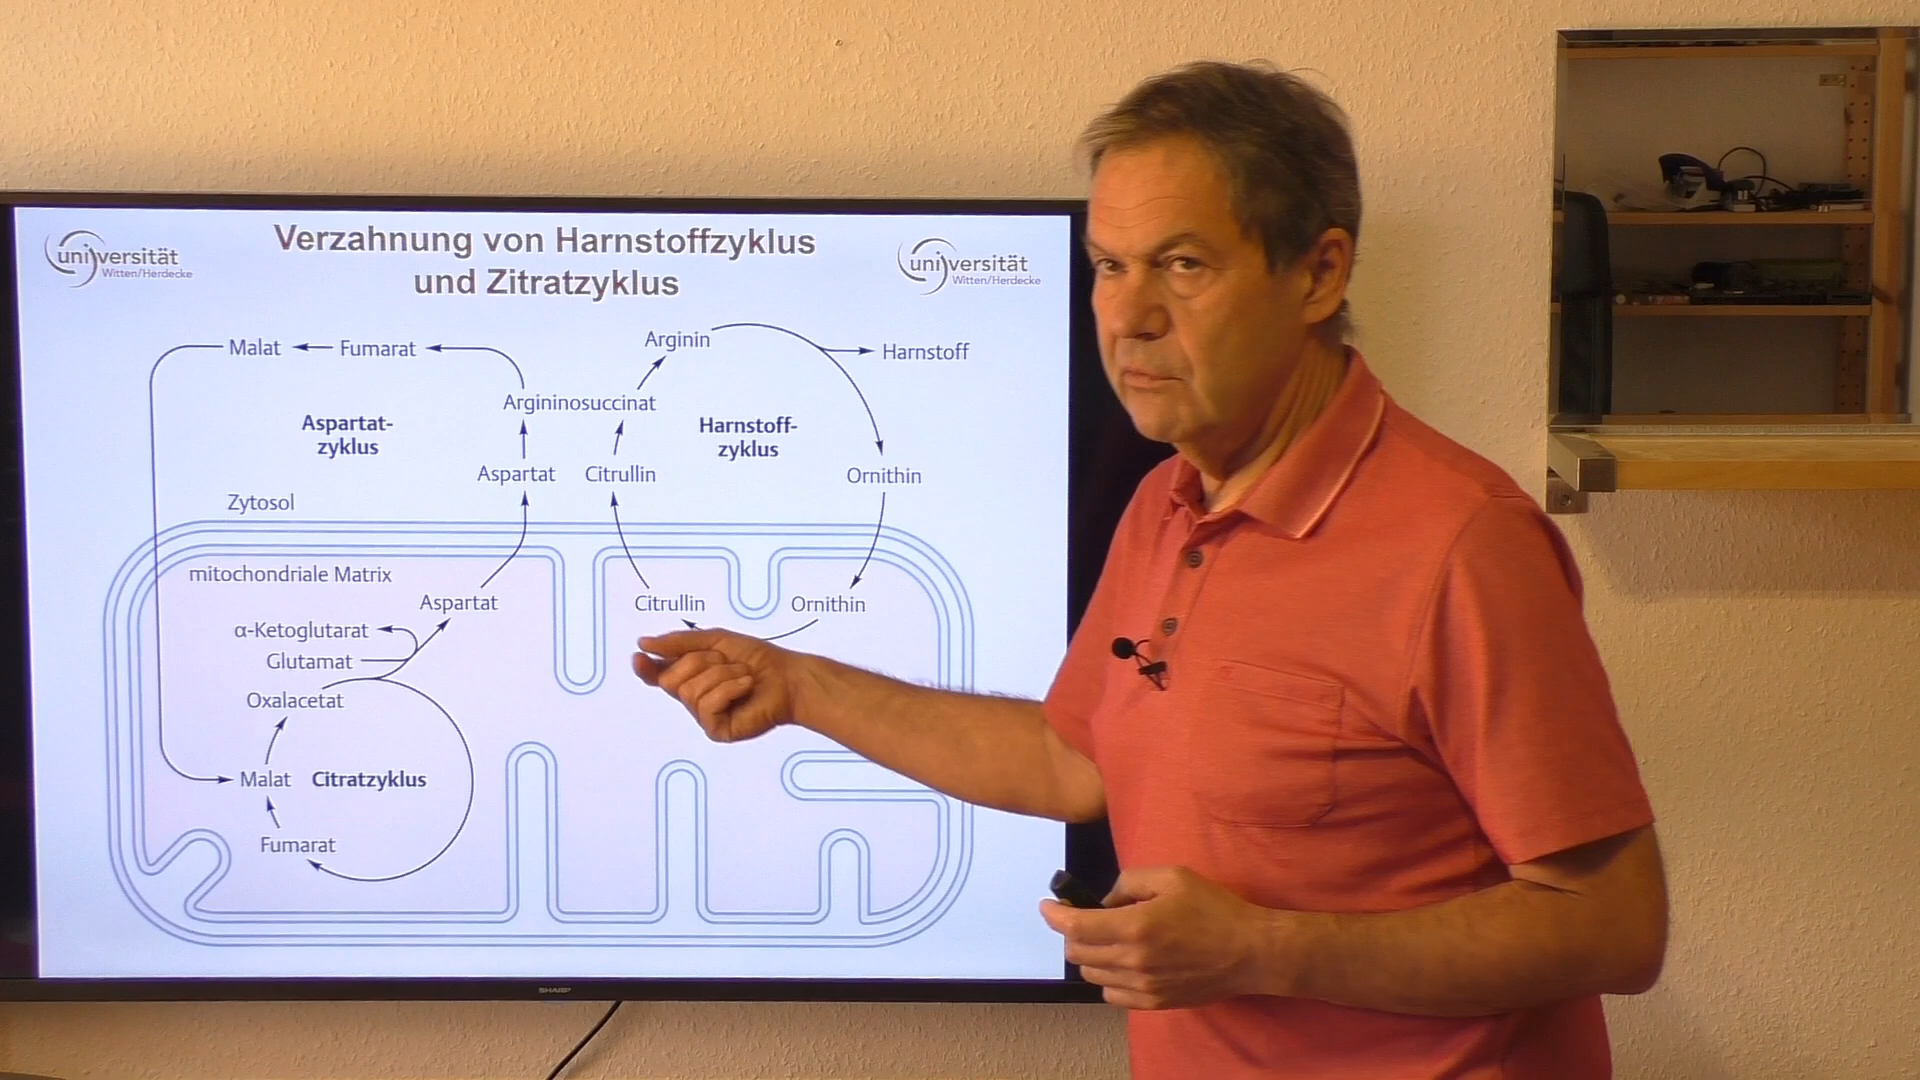 universität
Witten/Herdecke
Verzahnung von Harnstoffzyklus
und Zitratzyklus
universität
Witten/Herdecke
Malat
Fumarat
Arginin
Harnstoff
Argininosuccinat
Aspartat-
zyklus
Harnstoff-
zyklus
Aspartat
Citrullin
Ornithin
Zytosol
mitochondriale Matrix
Aspartat
Citrullin
Ornithin
α-Ketoglutarat
Glutamat
Oxalacetat
Malat
Citratzyklus
Fumarat
SHARP